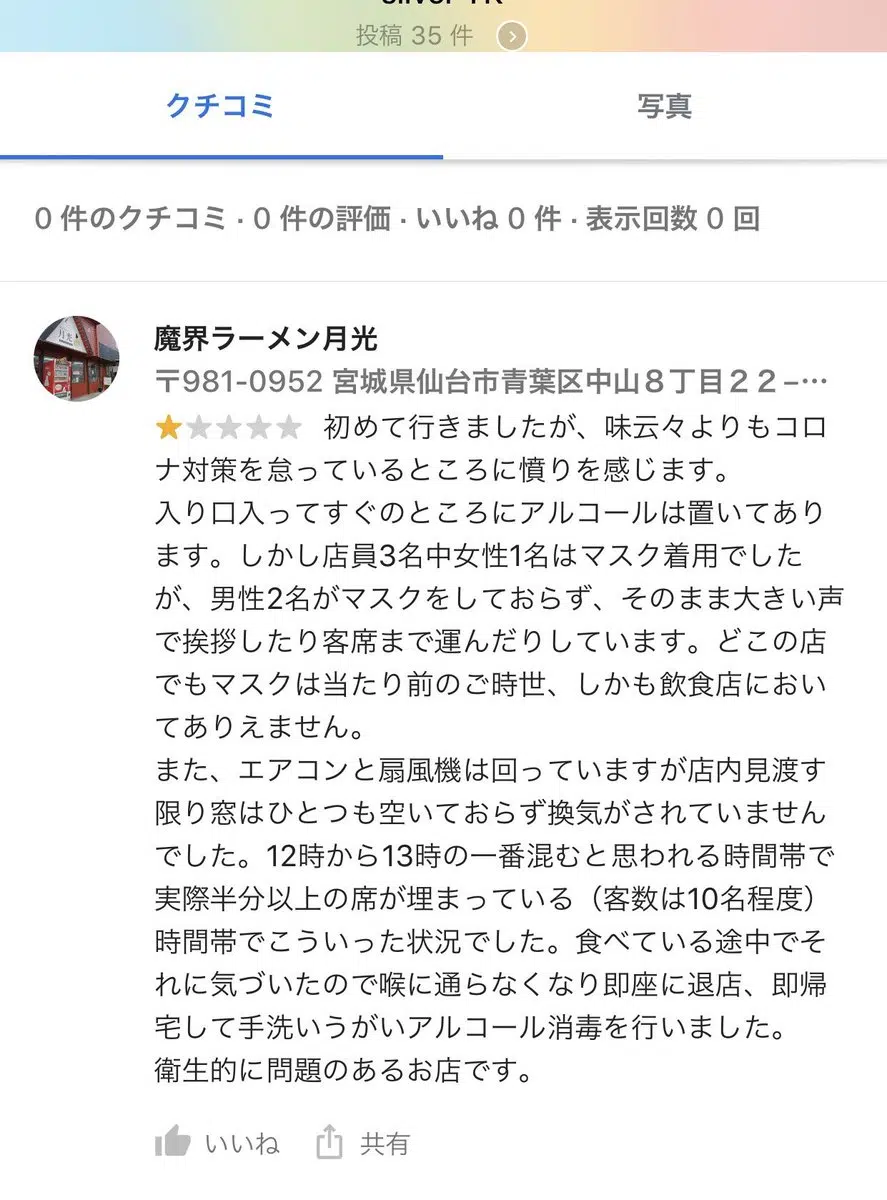 投稿 35 件
クチコミ
写真
0 件のクチコミ · 0 件の評価 · いいね 0 件 · 表示回数 0 回
魔界ラーメン月光
〒981-0952 宮城県仙台市青葉区中山8丁目22−…
初めて行きましたが、味云々よりもコロ
ナ対策を怠っているところに憤りを感じます。
入り口入ってすぐのところにアルコールは置いてあり
ます。しかし店員3名中女性1名はマスク着用でした
が、男性2名がマスクをしておらず、そのまま大きい声
で挨拶したり客席まで運んだりしています。どこの店
でもマスクは当たり前のご時世、しかも飲食店におい
てありえません。
また、エアコンと扇風機は回っていますが店内見渡す
限り窓はひとつも空いておらず換気がされていません
でした。12時から13時の一番混むと思われる時間帯で
実際半分以上の席が埋まっている（客数は10名程度）
時間帯でこういった状況でした。食べている途中でそ
れに気づいたので喉に通らなくなり即座に退店、即帰
宅して手洗いうがいアルコール消毒を行いました。
衛生的に問題のあるお店です。
いいね
共有